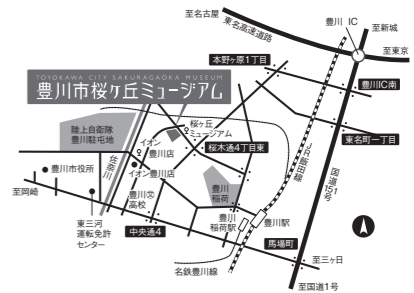 至名古屋
東名高速道路
豊川 IC
至新城
至東京
本野ヶ原1丁目
TOYOKAWA CITY SAKURAGAOKA MUSEUM
豊川市桜ヶ丘ミュージアム
豊川IC南
陸上自衛隊
豊川駐屯地
佐奈川
イオン
豊川店
桜ヶ丘
ミュージアム
桜木通4丁目東
東名町一丁目
JR飯田線
国道151号
豊川市役所
イオン豊川店
至岡崎
豊川
稲荷
豊川㋛
高校
東三河
運転免許
センター
中央通4
豊川
稲荷駅
豊川駅
馬場町
至三ヶ日
名鉄豊川線
至国道1号